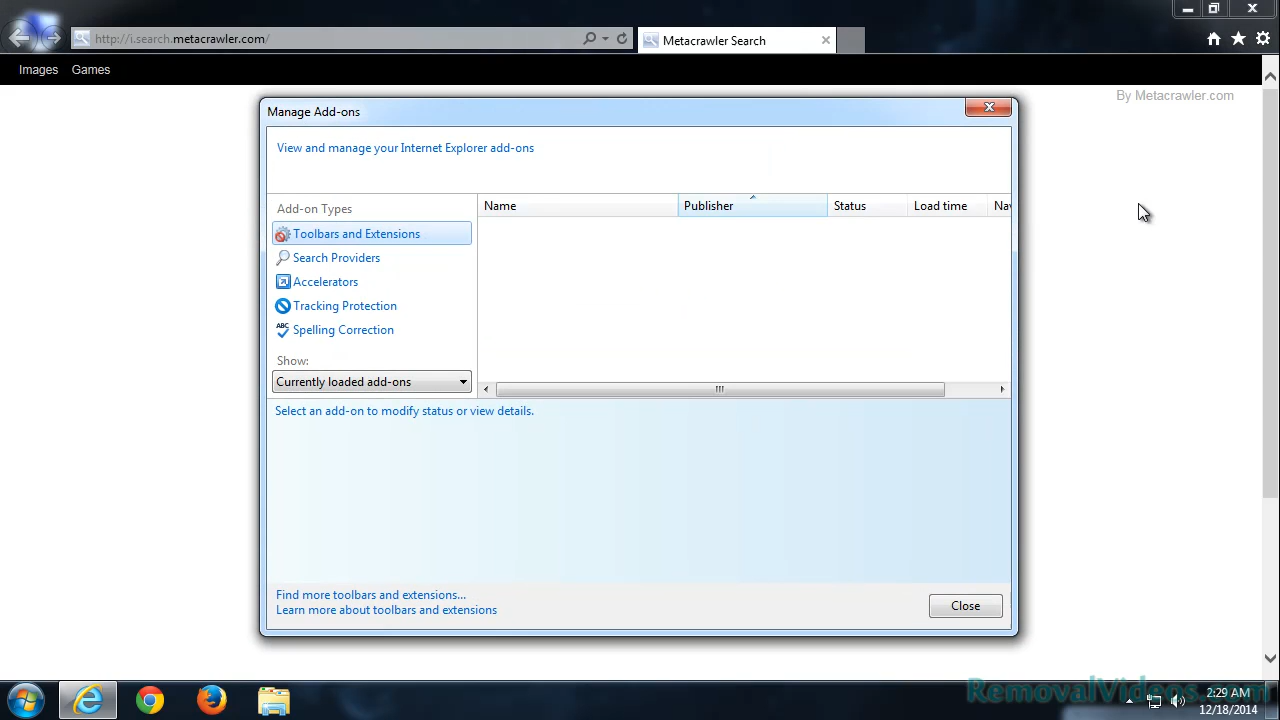 http://i.search.metacrawler.com/
Metacrawler Search
Images Games
By Metacrawler.com
Manage Add-ons
View and manage your Internet Explorer add-ons
Add-on Types
Name Publisher Status Load time Nav
Toolbars and Extensions
Search Providers
Accelerators
Tracking Protection
ABC Spelling Correction
Show:
Currently loaded add-ons
Select an add-on to modify status or view details.
Find more toolbars and extensions...
Learn more about toolbars and extensions
Close
RemovalVideos.com
2:29 AM
12/18/2014